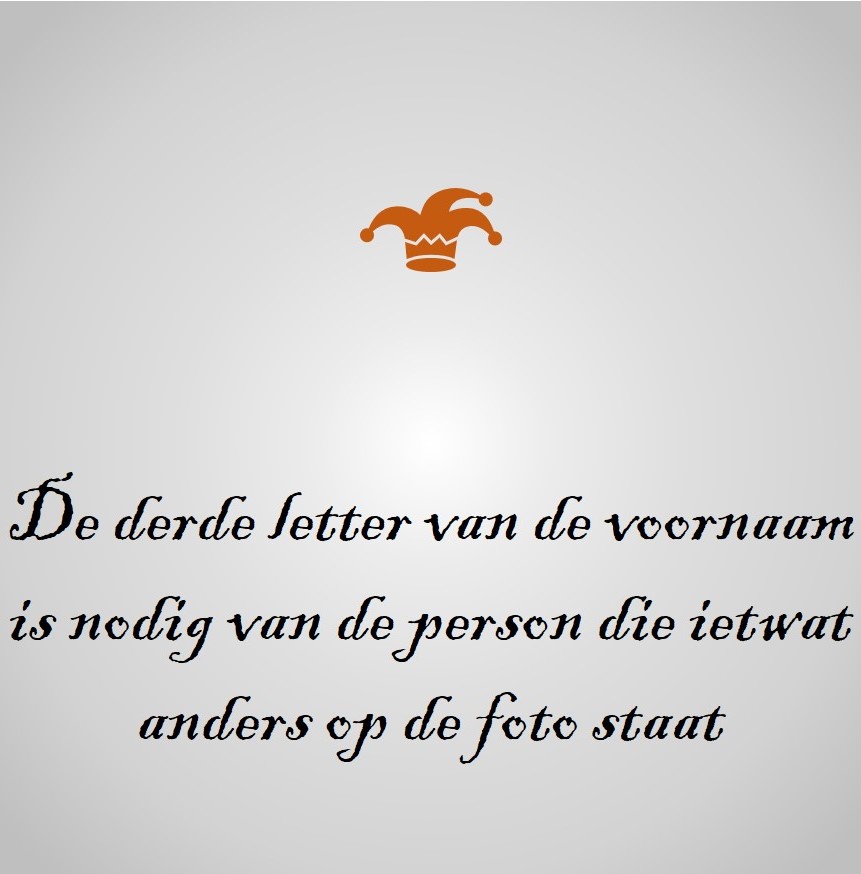 De derde letter van de voornaam
is nodig van de person die ietwat
anders op de foto staat